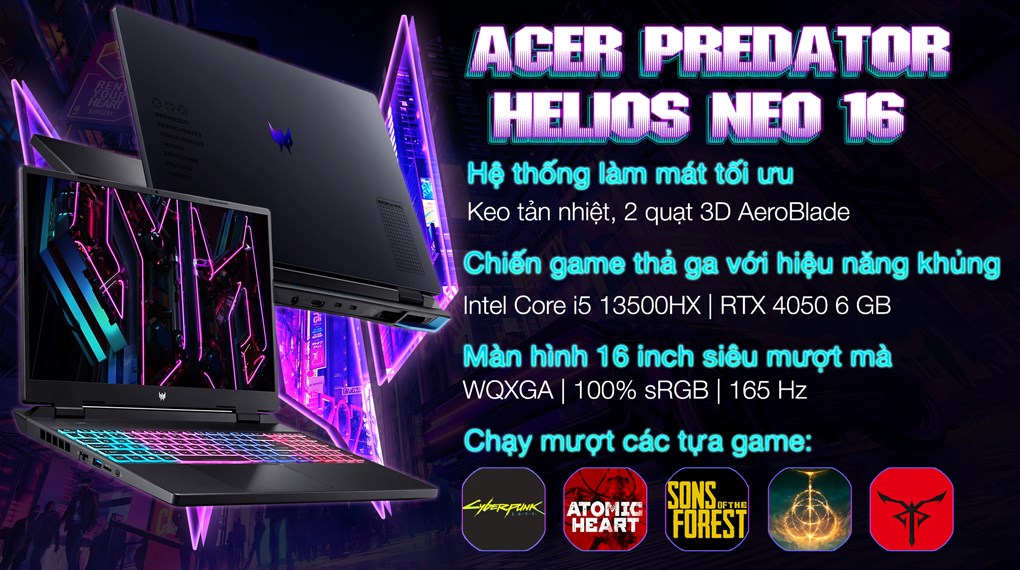 ACER PREDATOR
HELIOS NEO 16
Hệ thống làm mát tối ưu
Keo tản nhiệt, 2 quạt 3D AeroBlade
Chiến game thả ga với hiệu năng khủng
Intel Core i5 13500HX | RTX 4050 6 GB
Màn hình 16 inch siêu mượt mà
WQXGA | 100% sRGB | 165 Hz
Chạy mượt các tựa game:
Cyberpunk
ATOMIC
HEART
SONS
OF THE
FOREST